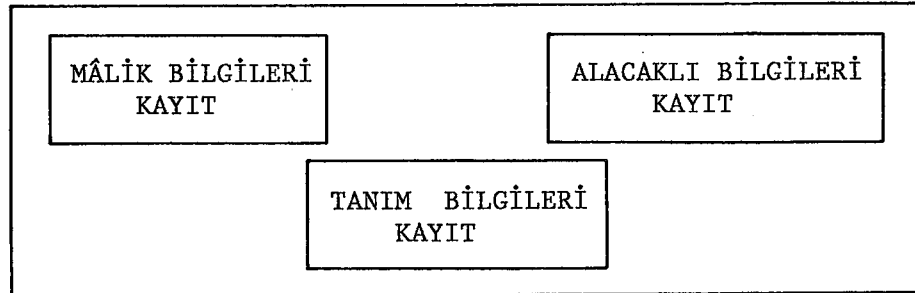 MÂLİK BİLGİLERİ
KAYIT
ALACAKLI BİLGİLERİ
KAYIT
TANIM BİLGİLERİ
KAYIT